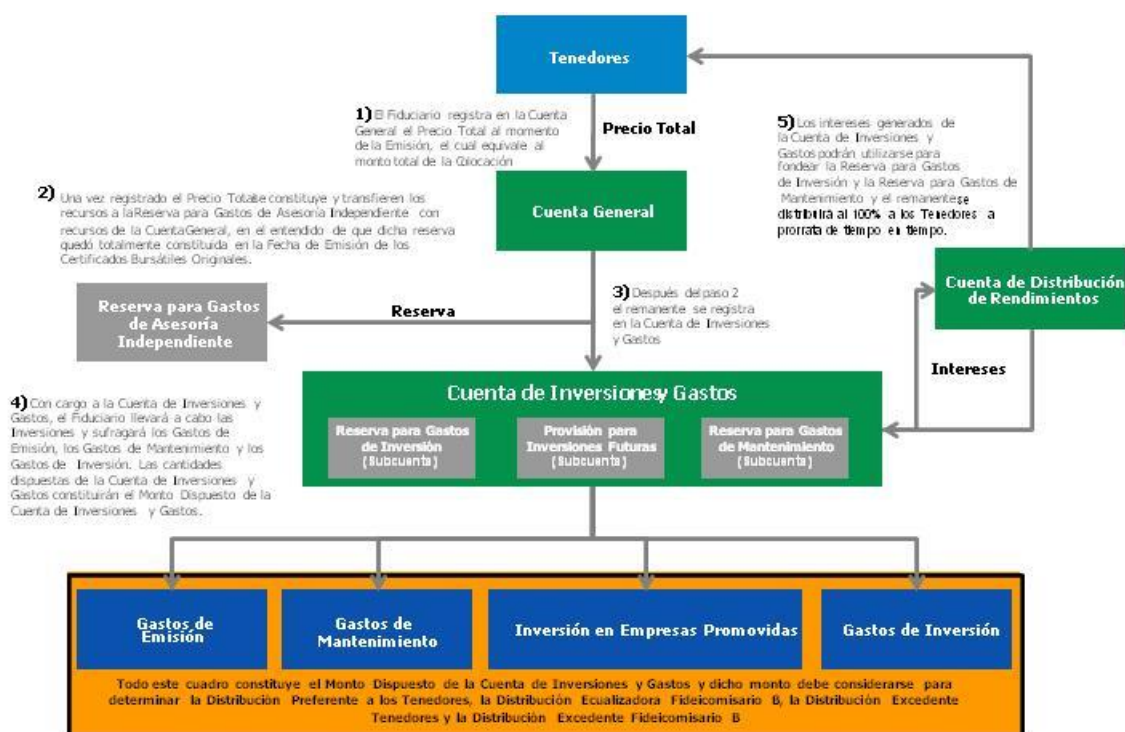 Tenedores
1) El Fiduciario registra en la Cuenta
General el Precio Total al momento
de la Emisión, el cual equivale al
monto total de la Colocación
Precio Total
5) Los intereses generados de
la Cuenta de Inversiones y
Gastos podrán utilizarse para
fondear la Reserva para Gastos
de Inversión y la Reserva para Gastos de
Mantenimiento y el remanente se
distribuirá al 100% a los Tenedores a
prorrata de tiempo en tiempo.
2) Una vez registrado el Precio Total se constituye y transfieren los
recursos a la Reserva para Gastos de Asesoría Independiente con
recursos de la Cuenta General, en el entendido de que dicha reserva
quedó totalmente constituida en la Fecha de Emisión de los
Certificados Bursátiles Originales.
Cuenta General
Cuenta de Distribución
de Rendimientos
Reserva para Gastos
de Asesoría
Independiente
Reserva
3) Después del paso 2
el remanente se registra
en la Cuenta de Inversiones
y Gastos
Intereses
4) Con cargo a la Cuenta de Inversiones y
Gastos, el Fiduciario llevará a cabo las
Inversiones y sufragará los Gastos de
Emisión, los Gastos de Mantenimiento y los
Gastos de Inversión. Las cantidades
dispuestas de la Cuenta de Inversiones y
Gastos constituirán el Monto Dispuesto de la
Cuenta de Inversiones y Gastos.
Cuenta de Inversiones y Gastos
Reserva para Gastos
de Inversión
(Subcuenta)
Provisión para
Inversiones Futuras
(Subcuenta)
Reserva para Gastos
de Mantenimiento
(Subcuenta)
Gastos de
Emisión
Gastos de
Mantenimiento
Inversión en Empresas Promovidas
Gastos de Inversión
Todo este cuadro constituye el Monto Dispuesto de la Cuenta de Inversiones y Gastos y dicho monto debe considerarse para
determinar la Distribución Preferente a los Tenedores, la Distribución Ecualizadora Fideicomisario B, la Distribución Excedente
Tenedores y la Distribución Excedente Fideicomisario B